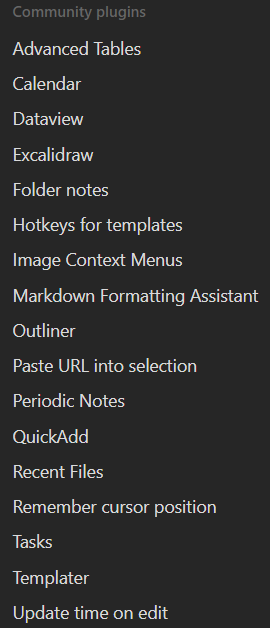 Community plugins
Advanced Tables
Calendar
Dataview
Excalidraw
Folder notes
Hotkeys for templates
Image Context Menus
Markdown Formatting Assistant
Outliner
Paste URL into selection
Periodic Notes
QuickAdd
Recent Files
Remember cursor position
Tasks
Templater
Update time on edit